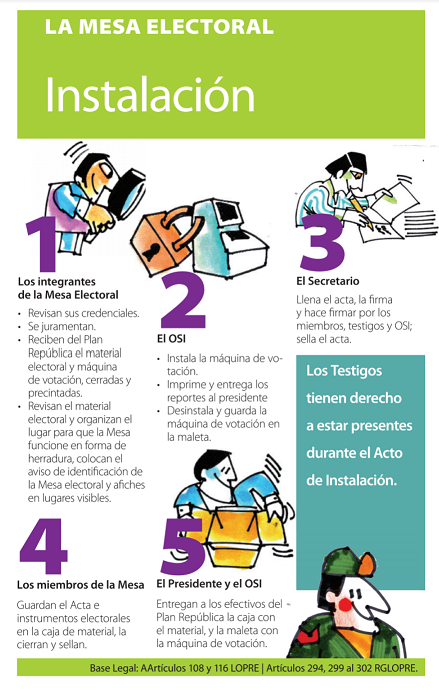 LA MESA ELECTORAL
Instalación
1
Los integrantes
de la Mesa Electoral
• Revisan sus credenciales.
• Se juramentan.
• Reciben del Plan
República el material
electoral y máquina
de votación, cerradas y
precintadas.
• Revisan el material
electoral y organizan el
lugar para que la Mesa
funcione en forma de
herradura, colocan el
aviso de identificación de
la Mesa electoral y afiches
en lugares visibles.
2
El OSI
• Instala la máquina de vo-
tación.
• Imprime y entrega los
reportes al presidente
• Desinstala y guarda la
máquina de votación en
la maleta.
3
El Secretario
Llena el acta, la firma
y hace firmar por los
miembros, testigos y OSI;
sella el acta.
Los Testigos
tienen derecho
a estar presentes
durante el Acto
de Instalación.
4
Los miembros de la Mesa
Guardan el Acta e
instrumentos electorales
en la caja de material, la
cierran y sellan.
5
El Presidente y el OSI
Entregan a los efectivos del
Plan República la caja con
el material, y la maleta con
la máquina de votación.
Base Legal: AArtículos 108 y 116 LOPRE | Artículos 294, 299 al 302 RGLOPRE.